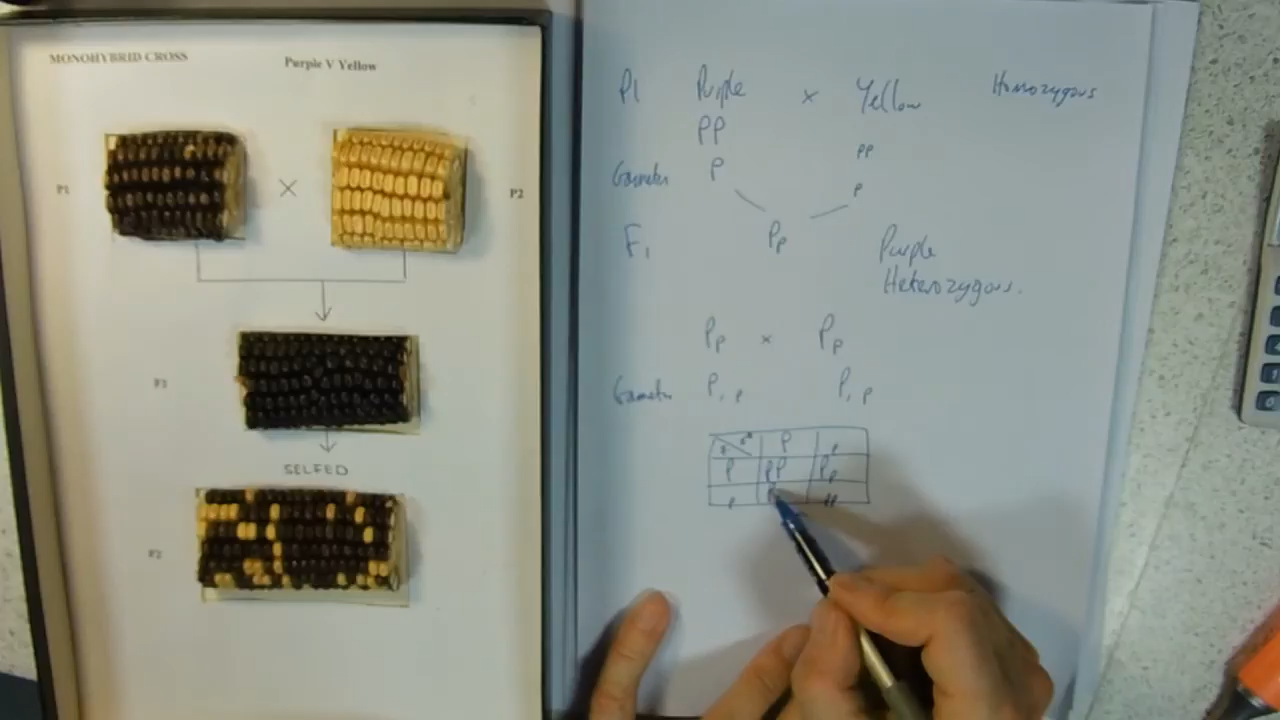 MONOHYBRID CROSS
Purple V Yellow
P1
X
P2
F1
SELFED
F2
P1 Purple x Yellow Homozygous
PP pp
Gametes P p
F1 Pp Purple
Heterozygous.
Pp x Pp
Gametes P, p P, p
♀ ♂ P p
P PP Pp
p P pp